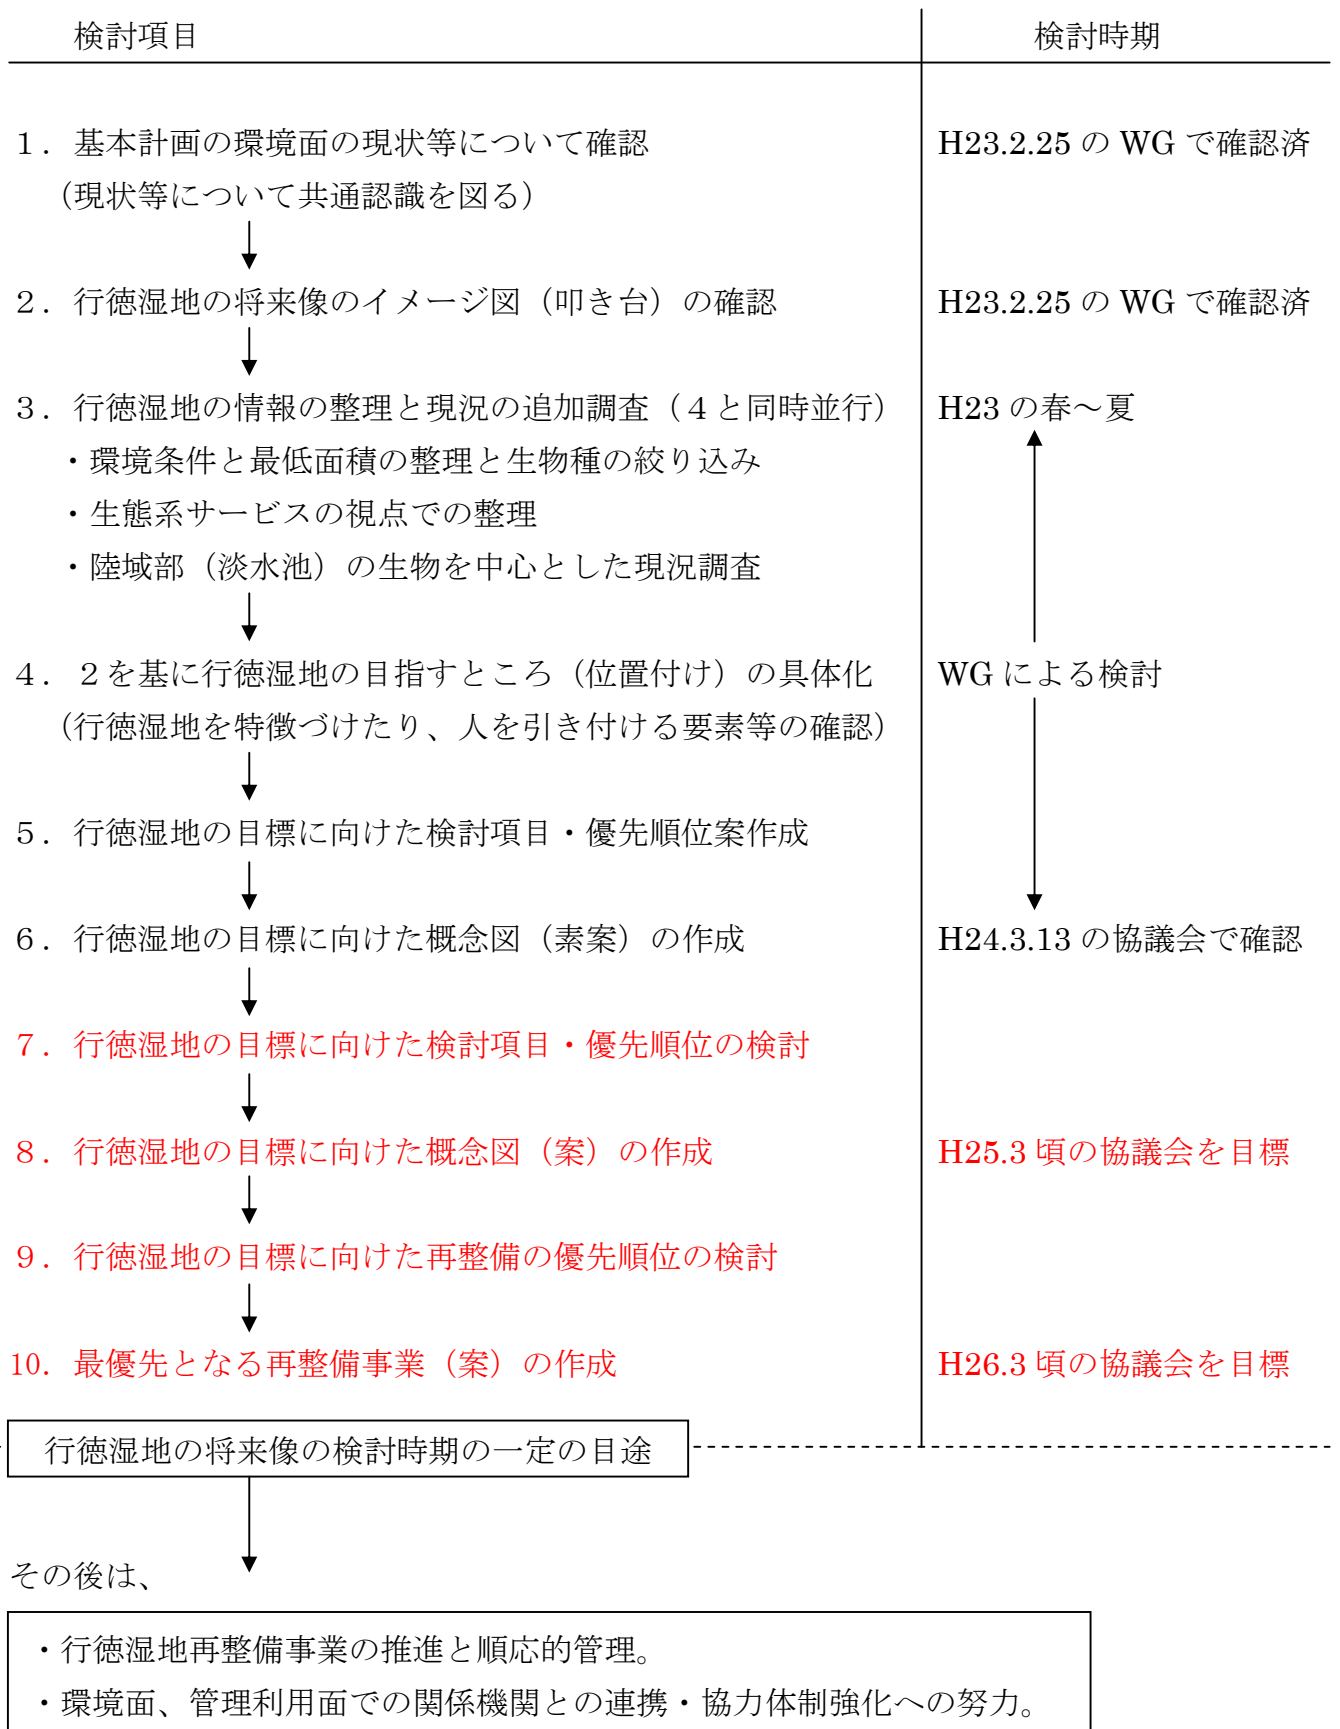 検討項目 検討時期
１．基本計画の環境面の現状等について確認 H23.2.25 の WG で確認済
（現状等について共通認識を図る）
２．行徳湿地の将来像のイメージ図（叩き台）の確認 H23.2.25 の WG で確認済
３．行徳湿地の情報の整理と現況の追加調査（４と同時並行） H23 の春～夏
・環境条件と最低面積の整理と生物種の絞り込み
・生態系サービスの視点での整理
・陸域部（淡水池）の生物を中心とした現況調査
４．２を基に行徳湿地の目指すところ（位置付け）の具体化 WG による検討
（行徳湿地を特徴づけたり、人を引き付ける要素等の確認）
５．行徳湿地の目標に向けた検討項目・優先順位案作成
６．行徳湿地の目標に向けた概念図（素案）の作成 H24.3.13 の協議会で確認
７．行徳湿地の目標に向けた検討項目・優先順位の検討
８．行徳湿地の目標に向けた概念図（案）の作成 H25.3 頃の協議会を目標
９．行徳湿地の目標に向けた再整備の優先順位の検討
10．最優先となる再整備事業（案）の作成 H26.3 頃の協議会を目標
行徳湿地の将来像の検討時期の一定の目途
その後は、
・行徳湿地再整備事業の推進と順応的管理。
・環境面、管理利用面での関係機関との連携・協力体制強化への努力。